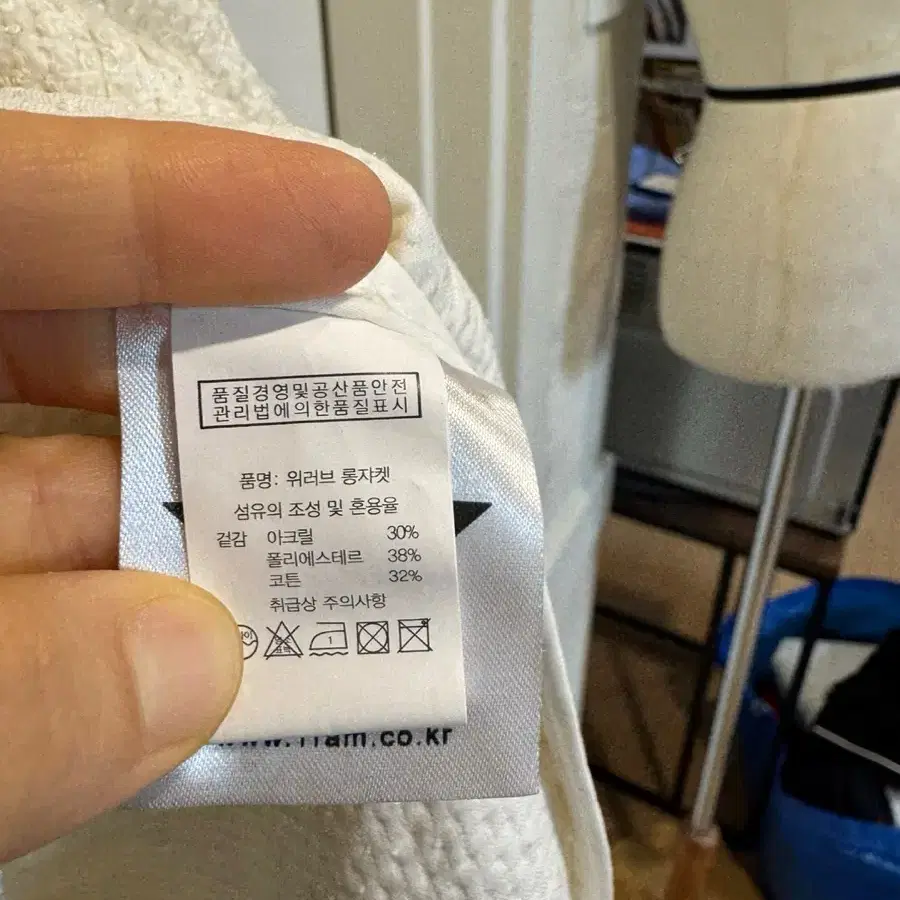 품질경영및공산품안전
관리법에의한품질표시
품명: 위러브 롱자켓
섬유의 조성 및 혼용율
겉감 아크릴 30%
폴리에스테르 38%
코튼 32%
취급상 주의사항